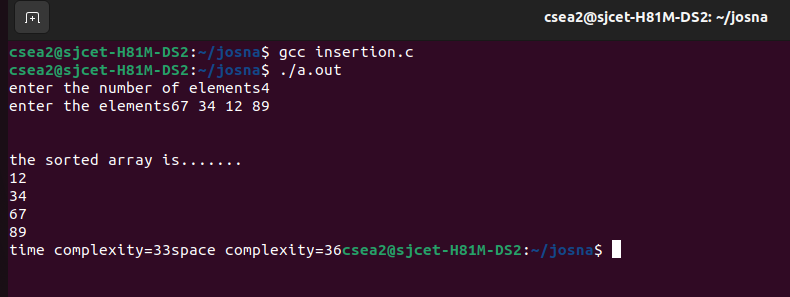 csea2@sjcet-H81M-DS2: ~/josna
csea2@sjcet-H81M-DS2:~/josna$ gcc insertion.c
csea2@sjcet-H81M-DS2:~/josna$ ./a.out
enter the number of elements4
enter the elements67 34 12 89
the sorted array is.......
12
34
67
89
time complexity=33space complexity=36csea2@sjcet-H81M-DS2:~/josna$